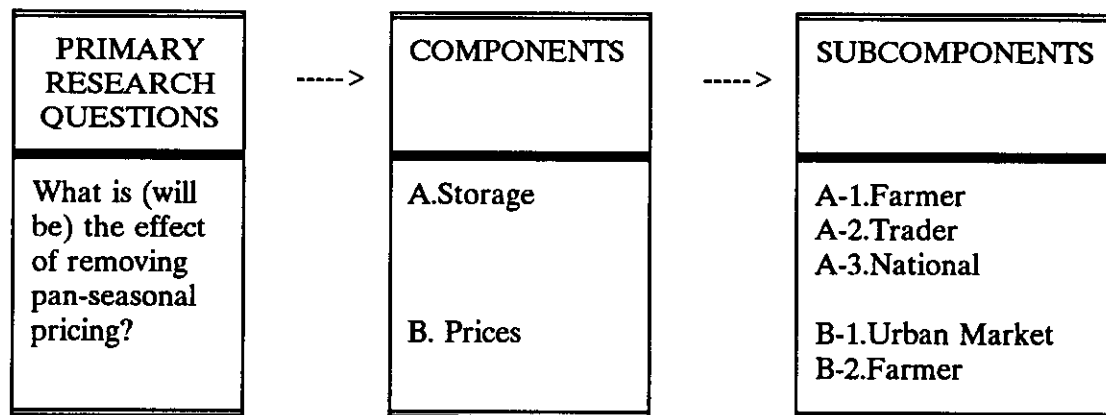 PRIMARY
RESEARCH
QUESTIONS
----->
COMPONENTS
----->
SUBCOMPONENTS
What is (will
be) the effect
of removing
pan-seasonal
pricing?
A.Storage
B. Prices
A-1.Farmer
A-2.Trader
A-3.National
B-1.Urban Market
B-2.Farmer